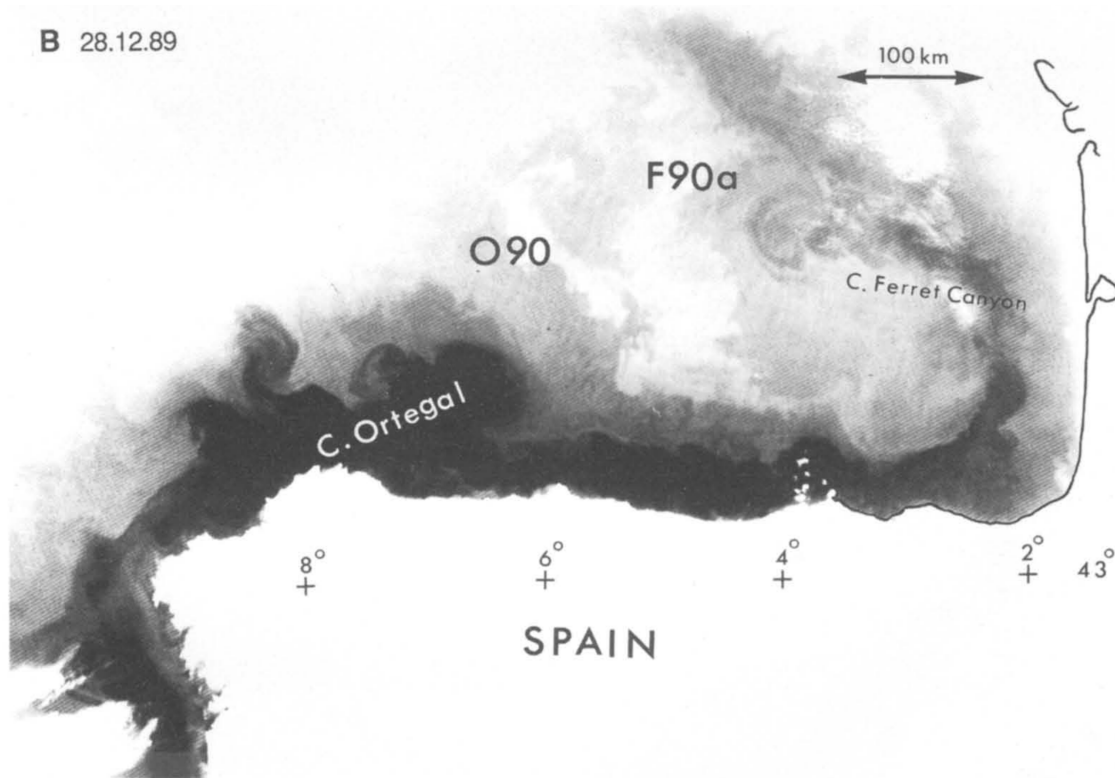 B 28.12.89
100 km
F90a
O90
C. Ferret Canyon
C. Ortegal
8° 6° 4° 2° 43°
SPAIN